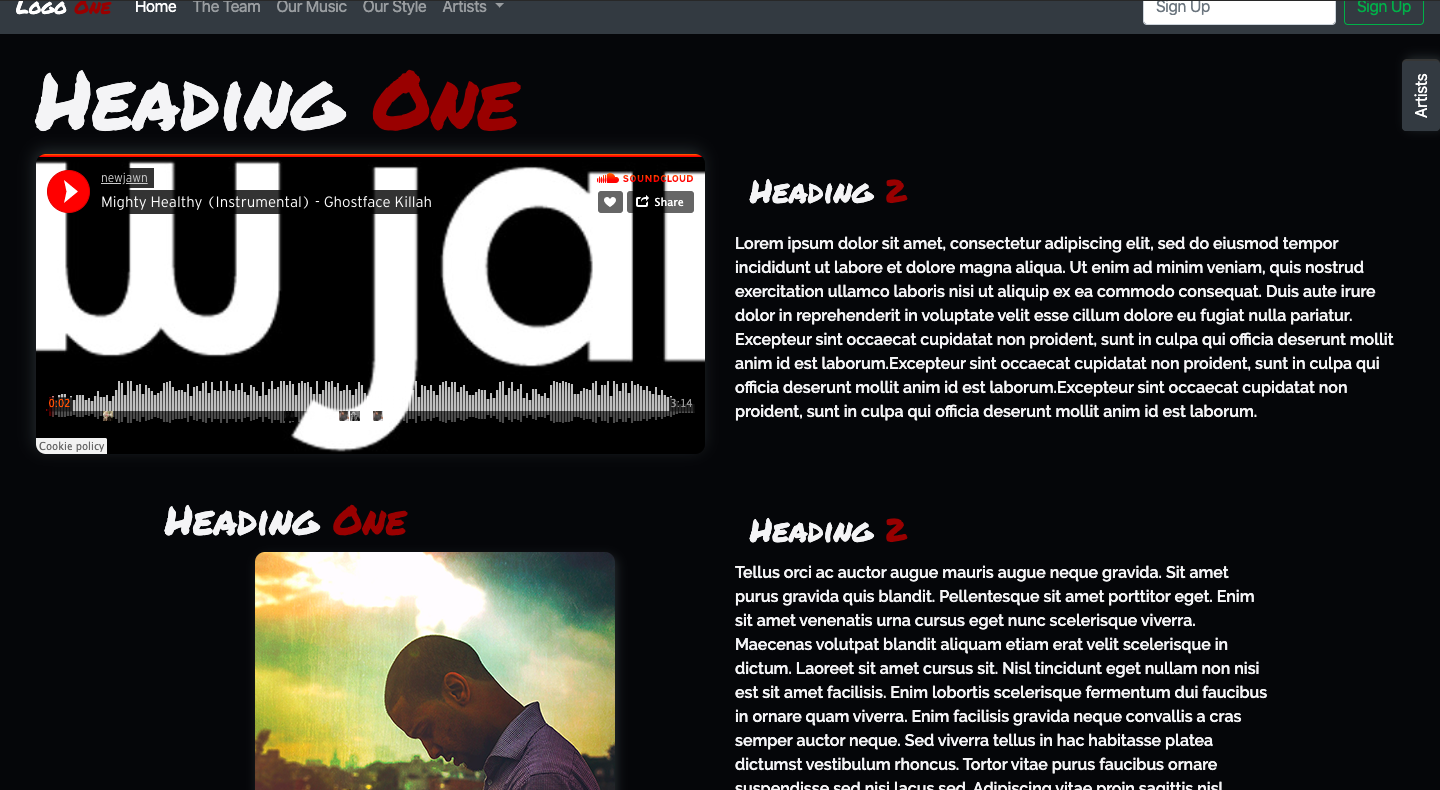 Logo One Home The Team Our Music Our Style Artists Sign Up Sign Up
Artists
Heading One
newjawn
SOUNDCLOUD
Mighty Healthy (Instrumental) - Ghostface Killah
Share
w ja
0:02
3:14
Cookie policy
Heading 2
Lorem ipsum dolor sit amet, consectetur adipiscing elit, sed do eiusmod tempor
incididunt ut labore et dolore magna aliqua. Ut enim ad minim veniam, quis nostrud
exercitation ullamco laboris nisi ut aliquip ex ea commodo consequat. Duis aute irure
dolor in reprehenderit in voluptate velit esse cillum dolore eu fugiat nulla pariatur.
Excepteur sint occaecat cupidatat non proident, sunt in culpa qui officia deserunt mollit
anim id est laborum.Excepteur sint occaecat cupidatat non proident, sunt in culpa qui
officia deserunt mollit anim id est laborum.Excepteur sint occaecat cupidatat non
proident, sunt in culpa qui officia deserunt mollit anim id est laborum.
Heading One
Heading 2
Tellus orci ac auctor augue mauris augue neque gravida. Sit amet
purus gravida quis blandit. Pellentesque sit amet porttitor eget. Enim
sit amet venenatis urna cursus eget nunc scelerisque viverra.
Maecenas volutpat blandit aliquam etiam erat velit scelerisque in
dictum. Laoreet sit amet cursus sit. Nisl tincidunt eget nullam non nisi
est sit amet facilisis. Enim lobortis scelerisque fermentum dui faucibus
in ornare quam viverra. Enim facilisis gravida neque convallis a cras
semper auctor neque. Sed viverra tellus in hac habitasse platea
dictumst vestibulum rhoncus. Tortor vitae purus faucibus ornare
suspendisse sed nisi lacus sed. Adipiscing vitae proin sagittis nisl